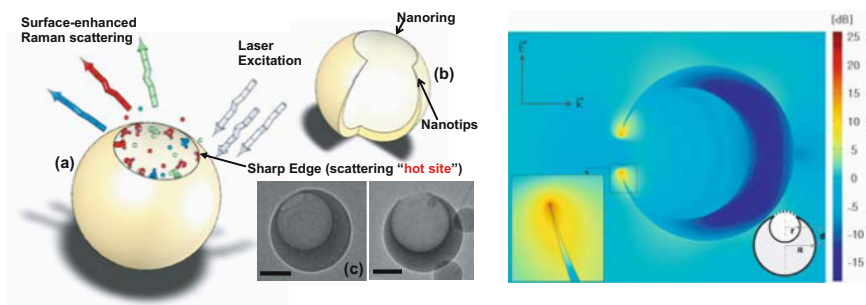 Surface-enhanced
Raman scattering
Laser
Excitation
Nanoring
(b)
Nanotips
(a)
Sharp Edge (scattering “hot site”)
(c)
E
K
[dB]
25
20
15
10
5
0
-5
-10
-15
r
R